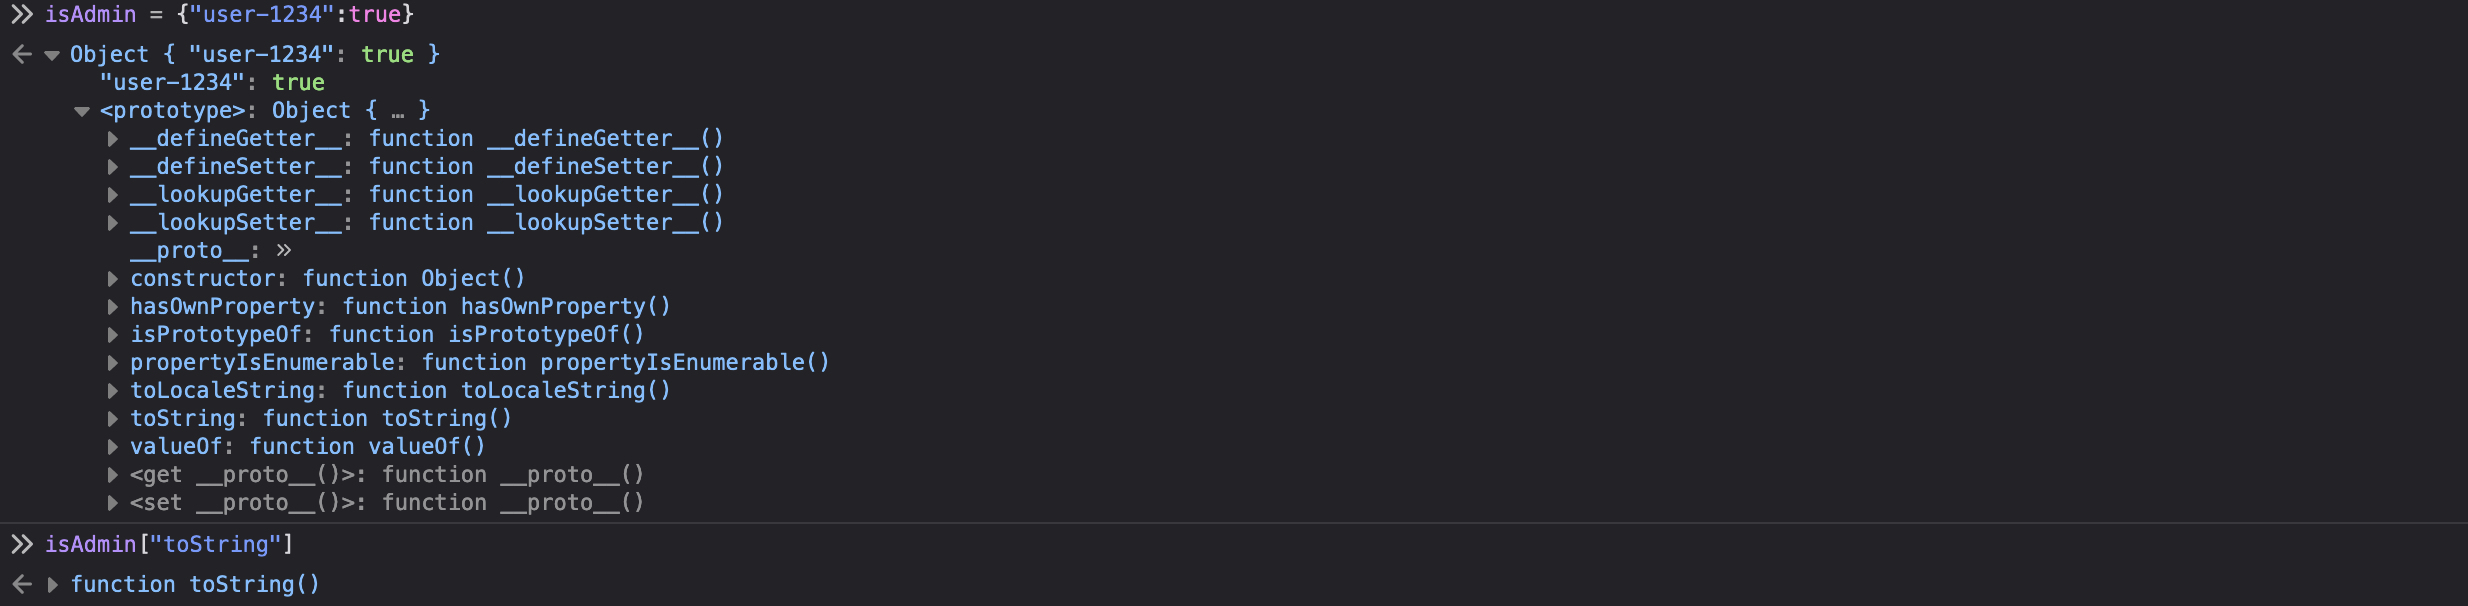 ≫ isAdmin = {"user-1234":true}
← ▼ Object { "user-1234": true }
"user-1234": true
▼ <prototype>: Object { … }
▶ __defineGetter__: function __defineGetter__()
▶ __defineSetter__: function __defineSetter__()
▶ __lookupGetter__: function __lookupGetter__()
▶ __lookupSetter__: function __lookupSetter__()
__proto__: ≫
▶ constructor: function Object()
▶ hasOwnProperty: function hasOwnProperty()
▶ isPrototypeOf: function isPrototypeOf()
▶ propertyIsEnumerable: function propertyIsEnumerable()
▶ toLocaleString: function toLocaleString()
▶ toString: function toString()
▶ valueOf: function valueOf()
▶ <get __proto__()>: function __proto__()
▶ <set __proto__()>: function __proto__()
≫ isAdmin["toString"]
← ▶ function toString()